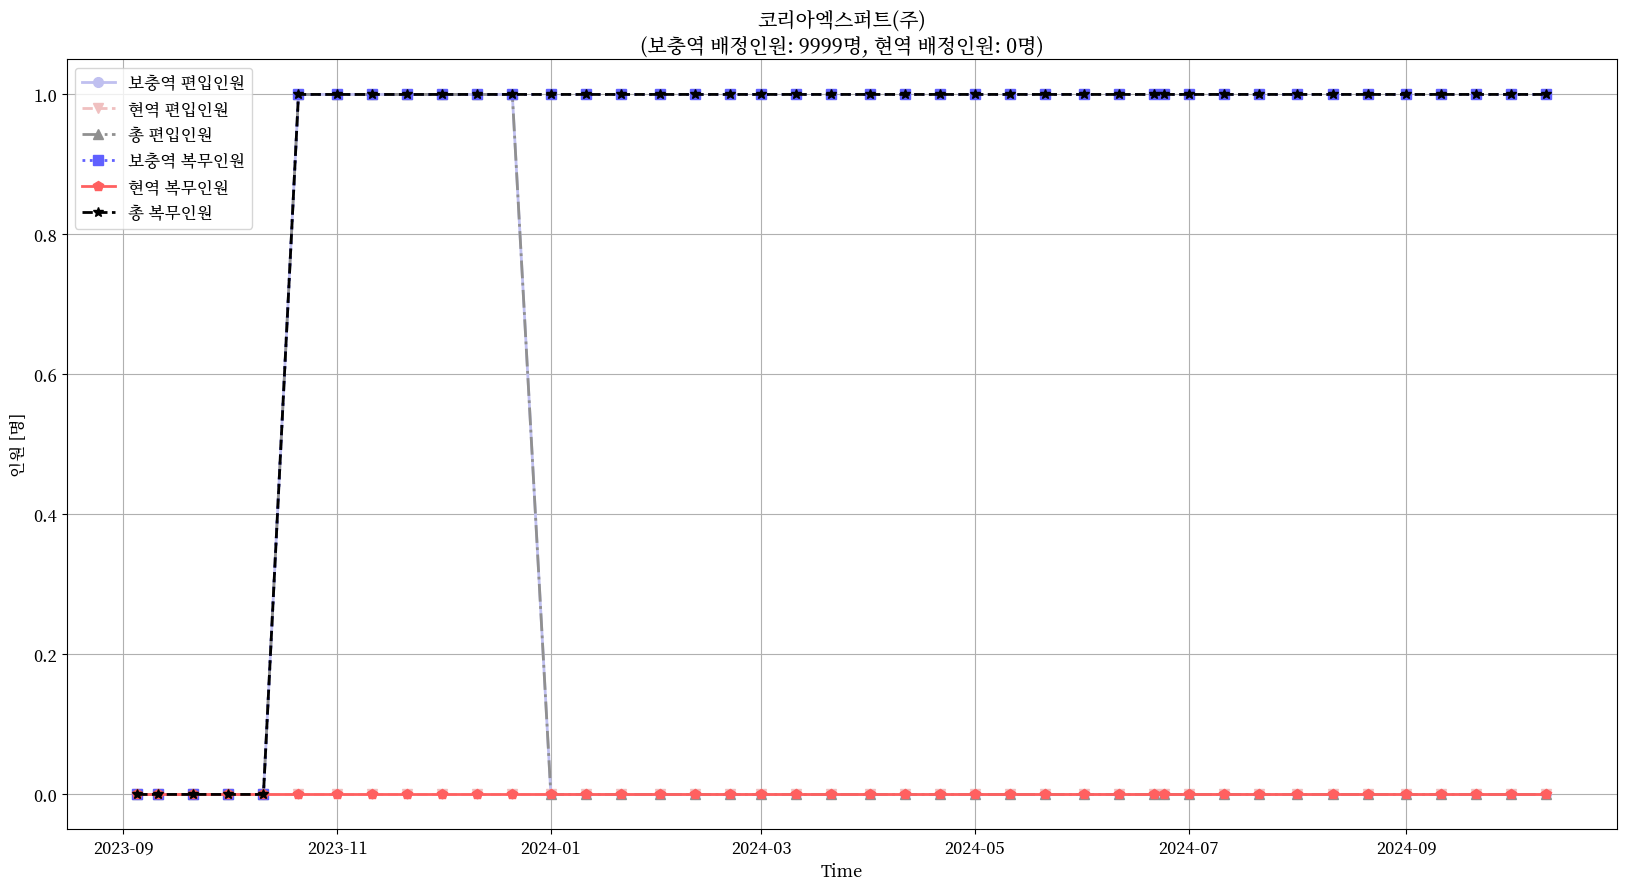 코리아엑스퍼트(주)
(보충역 배정인원: 9999명, 현역 배정인원: 0명)
보충역 편입인원
현역 편입인원
총 편입인원
보충역 복무인원
현역 복무인원
총 복무인원
1.0
0.8
0.6
0.4
0.2
0.0
인원 [명]
2023-09
2023-11
2024-01
2024-03
2024-05
2024-07
2024-09
Time